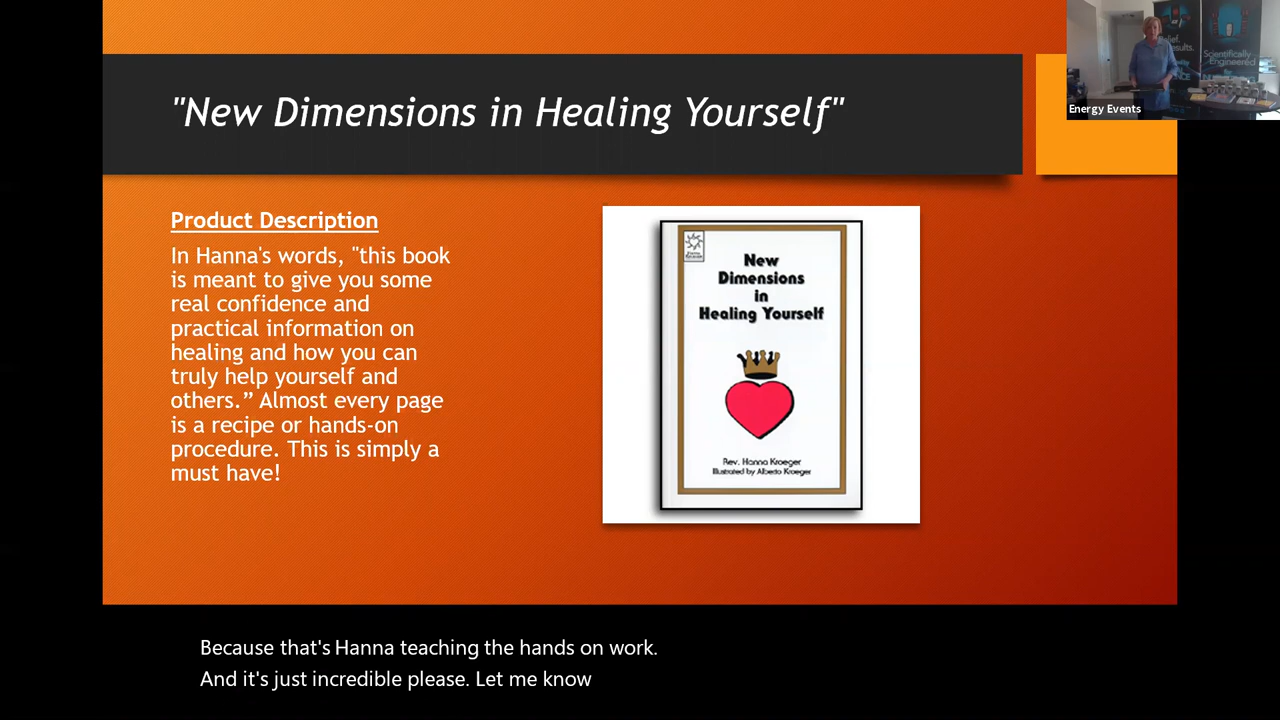 "New Dimensions in Healing Yourself"
Relief.
Results.
Scientifically
Engineered
Energy Events
Product Description
In Hanna's words, "this book
is meant to give you some
real confidence and
practical information on
healing and how you can
truly help yourself and
others.” Almost every page
is a recipe or hands-on
procedure. This is simply a
must have!
New
Dimensions
in
Healing Yourself
Rev. Hanna Kroeger
Illustrated by Alberto Kroeger
Because that's Hanna teaching the hands on work.
And it's just incredible please. Let me know